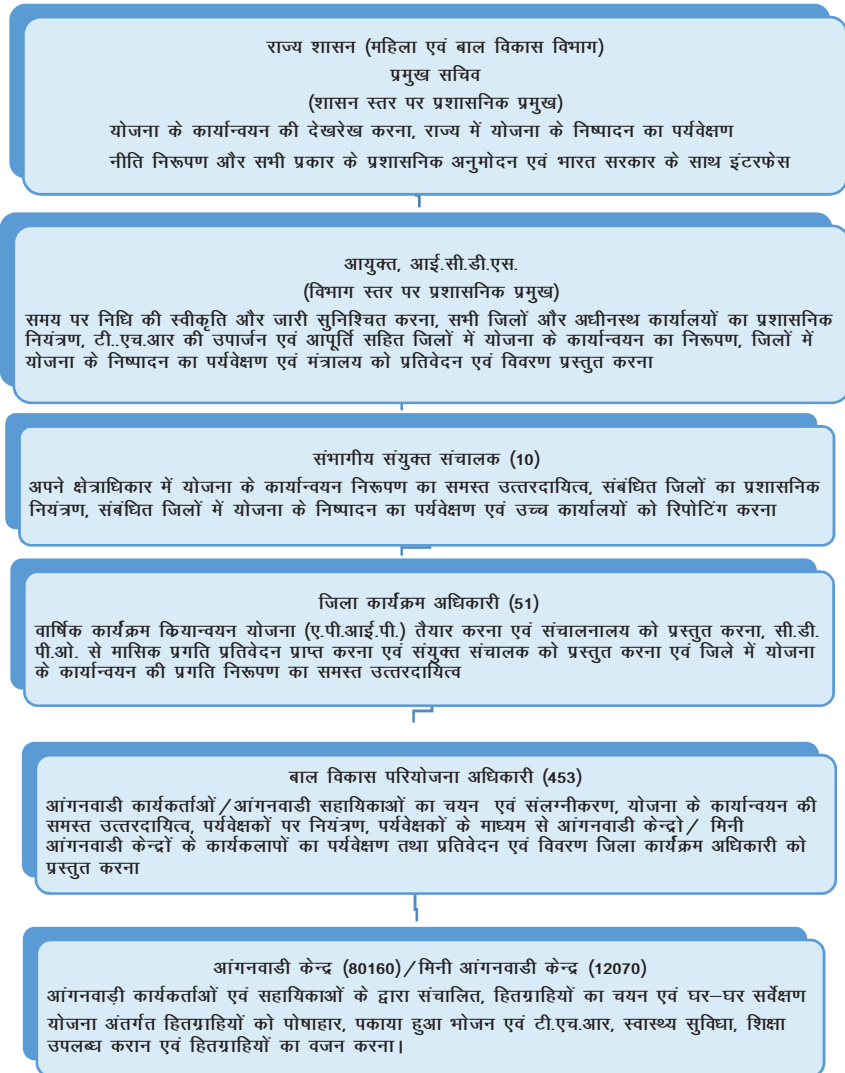 राज्य शासन (महिला एवं बाल विकास विभाग)
प्रमुख सचिव
(शासन स्तर पर प्रशासनिक प्रमुख)
योजना के कार्यान्वयन की देखरेख करना, राज्य में योजना के निष्पादन का पर्यवेक्षण
नीति निरूपण और सभी प्रकार के प्रशासनिक अनुमोदन एवं भारत सरकार के साथ इंटरफेस
आयुक्त, आई.सी.डी.एस.
(विभाग स्तर पर प्रशासनिक प्रमुख)
समय पर निधि की स्वीकृति और जारी सुनिश्चित करना, सभी जिलों और अधीनस्थ कार्यालयों का प्रशासनिक
नियंत्रण, टी..एच.आर की उपार्जन एवं आपूर्ति सहित जिलों में योजना के कार्यान्वयन का निरूपण, जिलों में
योजना के निष्पादन का पर्यवेक्षण एवं मंत्रालय को प्रतिवेदन एवं विवरण प्रस्तुत करना
संभागीय संयुक्त संचालक (10)
अपने क्षेत्राधिकार में योजना के कार्यान्वयन निरूपण का समस्त उत्तरदायित्व, संबंधित जिलों का प्रशासनिक
नियंत्रण, संबंधित जिलों में योजना के निष्पादन का पर्यवेक्षण एवं उच्च कार्यालयों को रिपोटिंग करना
जिला कार्यक्रम अधिकारी (51)
वार्षिक कार्यक्रम कियान्वयन योजना (ए.पी.आई.पी.) तैयार करना एवं संचालनालय को प्रस्तुत करना, सी.डी.
पी.ओ. से मासिक प्रगति प्रतिवेदन प्राप्त करना एवं संयुक्त संचालक को प्रस्तुत करना एवं जिले में योजना
के कार्यान्वयन की प्रगति निरूपण का समस्त उत्तरदायित्व
बाल विकास परियोजना अधिकारी (453)
आंगनवाडी कार्यकर्ताओं/आंगनवाडी सहायिकाओं का चयन एवं संलग्नीकरण, योजना के कार्यान्वयन की
समस्त उत्तरदायित्व, पर्यवेक्षकों पर नियंत्रण, पर्यवेक्षकों के माध्यम से आंगनवाडी केन्द्रो/ मिनी
आंगनवाडी केन्द्रों के कार्यकलापों का पर्यवेक्षण तथा प्रतिवेदन एवं विवरण जिला कार्यक्रम अधिकारी को
प्रस्तुत करना
आंगनवाडी केन्द्र (80160)/मिनी आंगनवाडी केन्द्र (12070)
आंगनवाड़ी कार्यकर्ताओं एवं सहायिकाओं के द्वारा संचालित, हितग्राहियों का चयन एवं घर–घर सर्वेक्षण
योजना अंतर्गत हितग्राहियों को पोषाहार, पकाया हुआ भोजन एवं टी.एच.आर, स्वास्थ्य सुविधा, शिक्षा
उपलब्ध करान एवं हितग्राहियों का वजन करना।